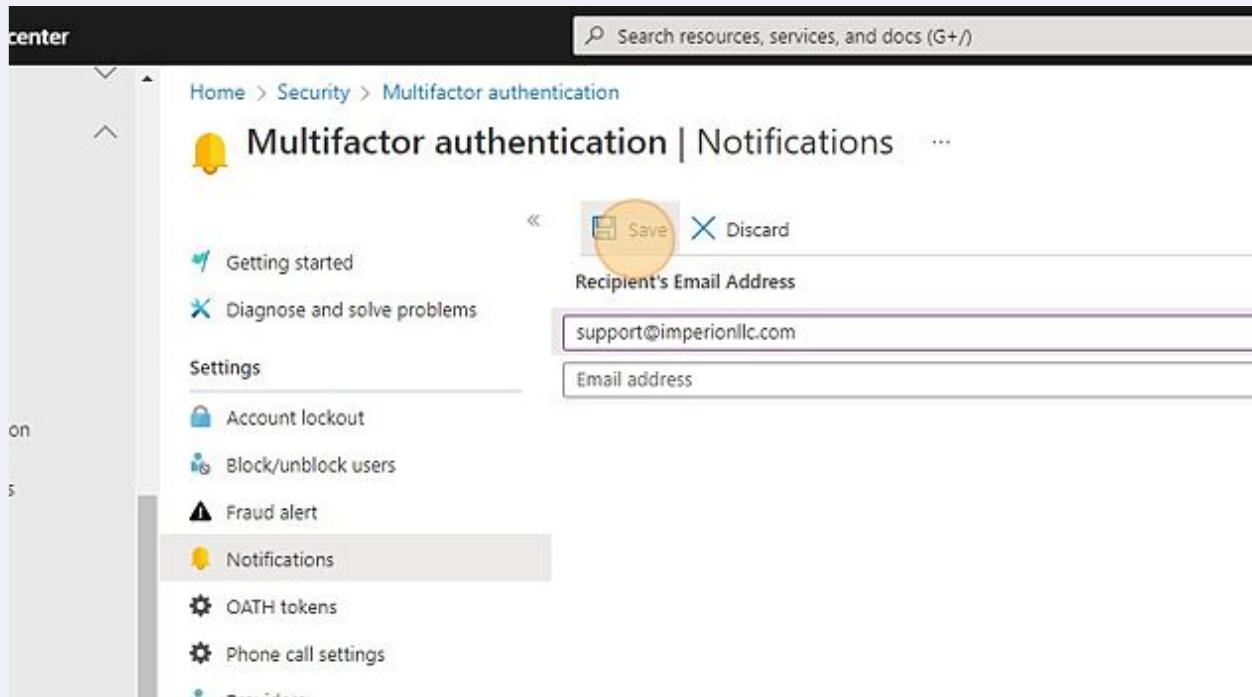 center
Search resources, services, and docs (G+/)
Home > Security > Multifactor authentication
Multifactor authentication | Notifications ...
Save Discard
Getting started
Recipient's Email Address
Diagnose and solve problems
support@imperionllc.com
Settings
Email address
Account lockout
on
Block/unblock users
s
Fraud alert
Notifications
OATH tokens
Phone call settings